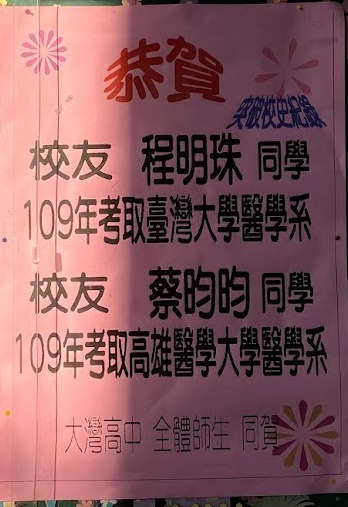 恭賀
突破校史紀錄
校友 程明珠 同學
109年考取臺灣大學醫學系
校友 蔡昀昀 同學
109年考取高雄醫學大學醫學系
大灣高中 全體師生 同賀